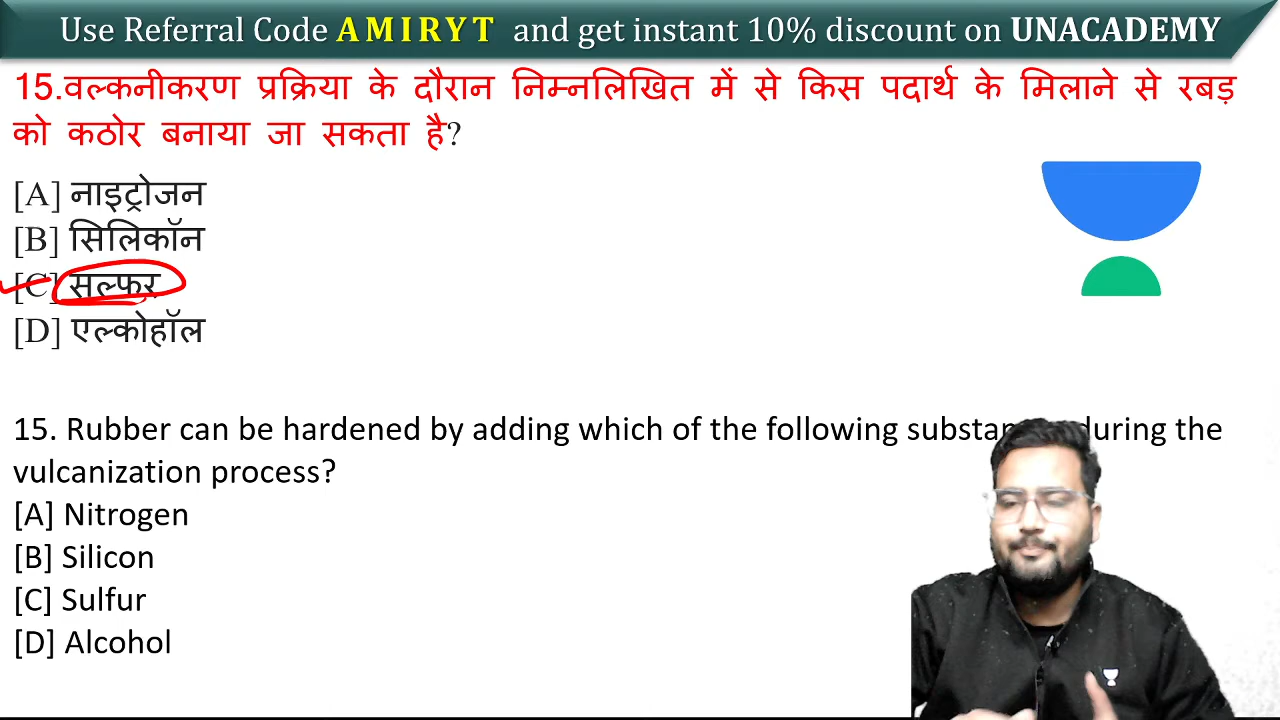 Use Referral Code AMIRYT and get instant 10% discount on UNACADEMY
15.वल्कनीकरण प्रक्रिया के दौरान निम्नलिखित में से किस पदार्थ के मिलाने से रबड़
को कठोर बनाया जा सकता है?
[A] नाइट्रोजन
[B] सिलिकॉन
[C] सल्फर
[D] एल्कोहॉल
15. Rubber can be hardened by adding which of the following during the
vulcanization process?
[A] Nitrogen
[B] Silicon
[C] Sulfur
[D] Alcohol